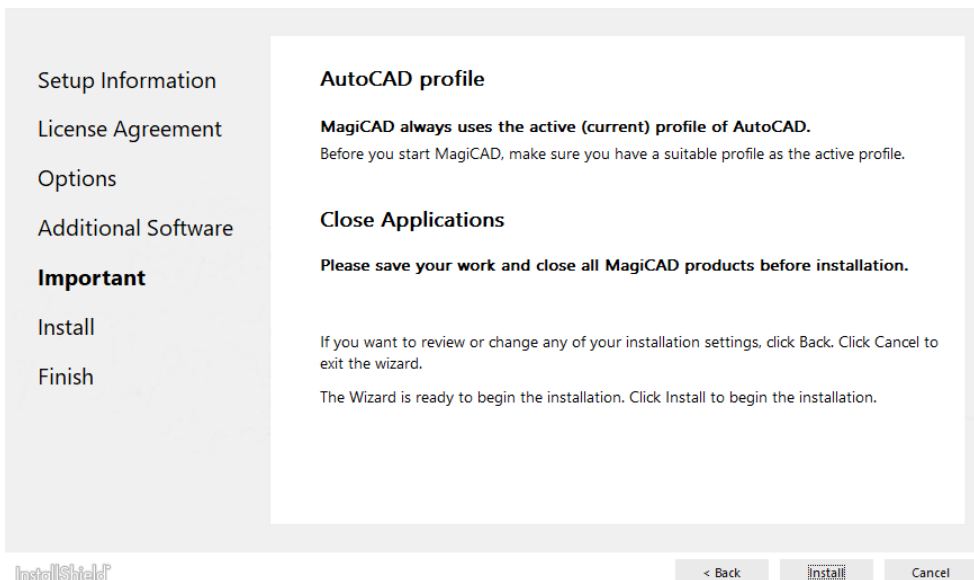 Setup Information
License Agreement
Options
Additional Software
Important
Install
Finish
AutoCAD profile
MagiCAD always uses the active (current) profile of AutoCAD.
Before you start MagiCAD, make sure you have a suitable profile as the active profile.
Close Applications
Please save your work and close all MagiCAD products before installation.
If you want to review or change any of your installation settings, click Back. Click Cancel to
exit the wizard.
The Wizard is ready to begin the installation. Click Install to begin the installation.
InstallShield
< Back
Install
Cancel